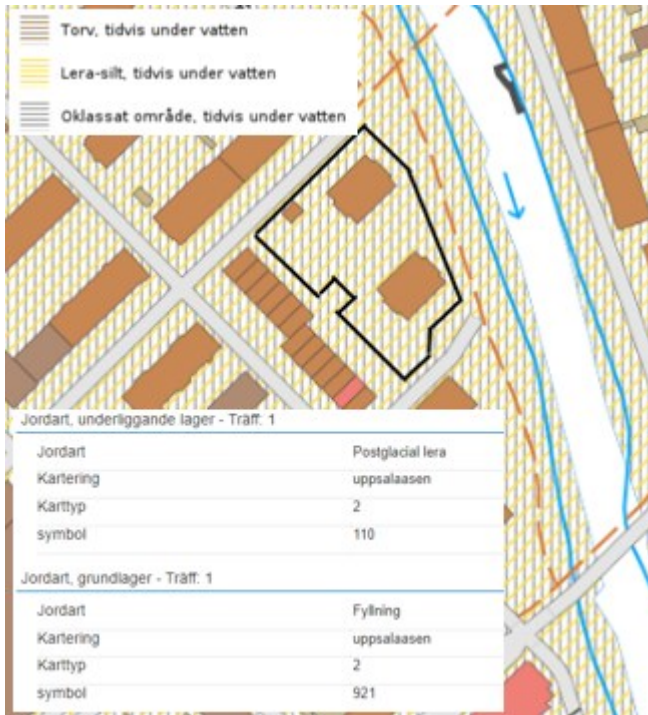 Torv, tidvis under vatten
Lera-silt, tidvis under vatten
Oklassat område, tidvis under vatten
Jordart, underliggande lager - Träff: 1
Jordart Postglacial lera
Kartering uppsalaasen
Karttyp 2
symbol 110
Jordart, grundlager - Träff: 1
Jordart Fyllning
Kartering uppsalaasen
Karttyp 2
symbol 921